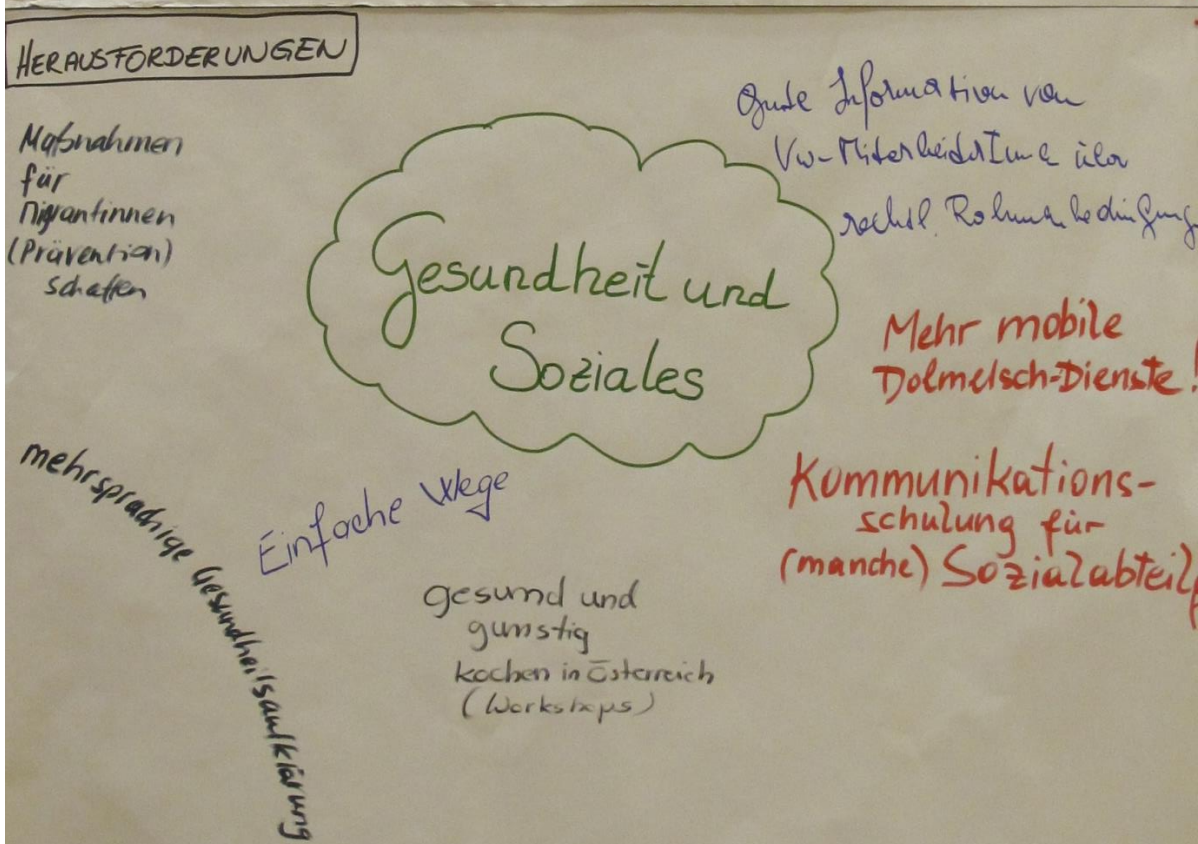 HERAUSFORDERUNGEN
Maßnahmen
für
Migrantinnen
(Prävention)
schaffen
Gesundheit und
Soziales
Gute Information von
Vw-MitarbeiterInnen über
rechtl. Rahmenbedingung
Mehr mobile
Dolmetsch-Dienste!
Kommunikations-
schulung für
(manche) Sozialabteil
mehrsprachige Gesundheitsaufklärung
Einfache Wege
gesund und
günstig
kochen in Österreich
(Workshops)